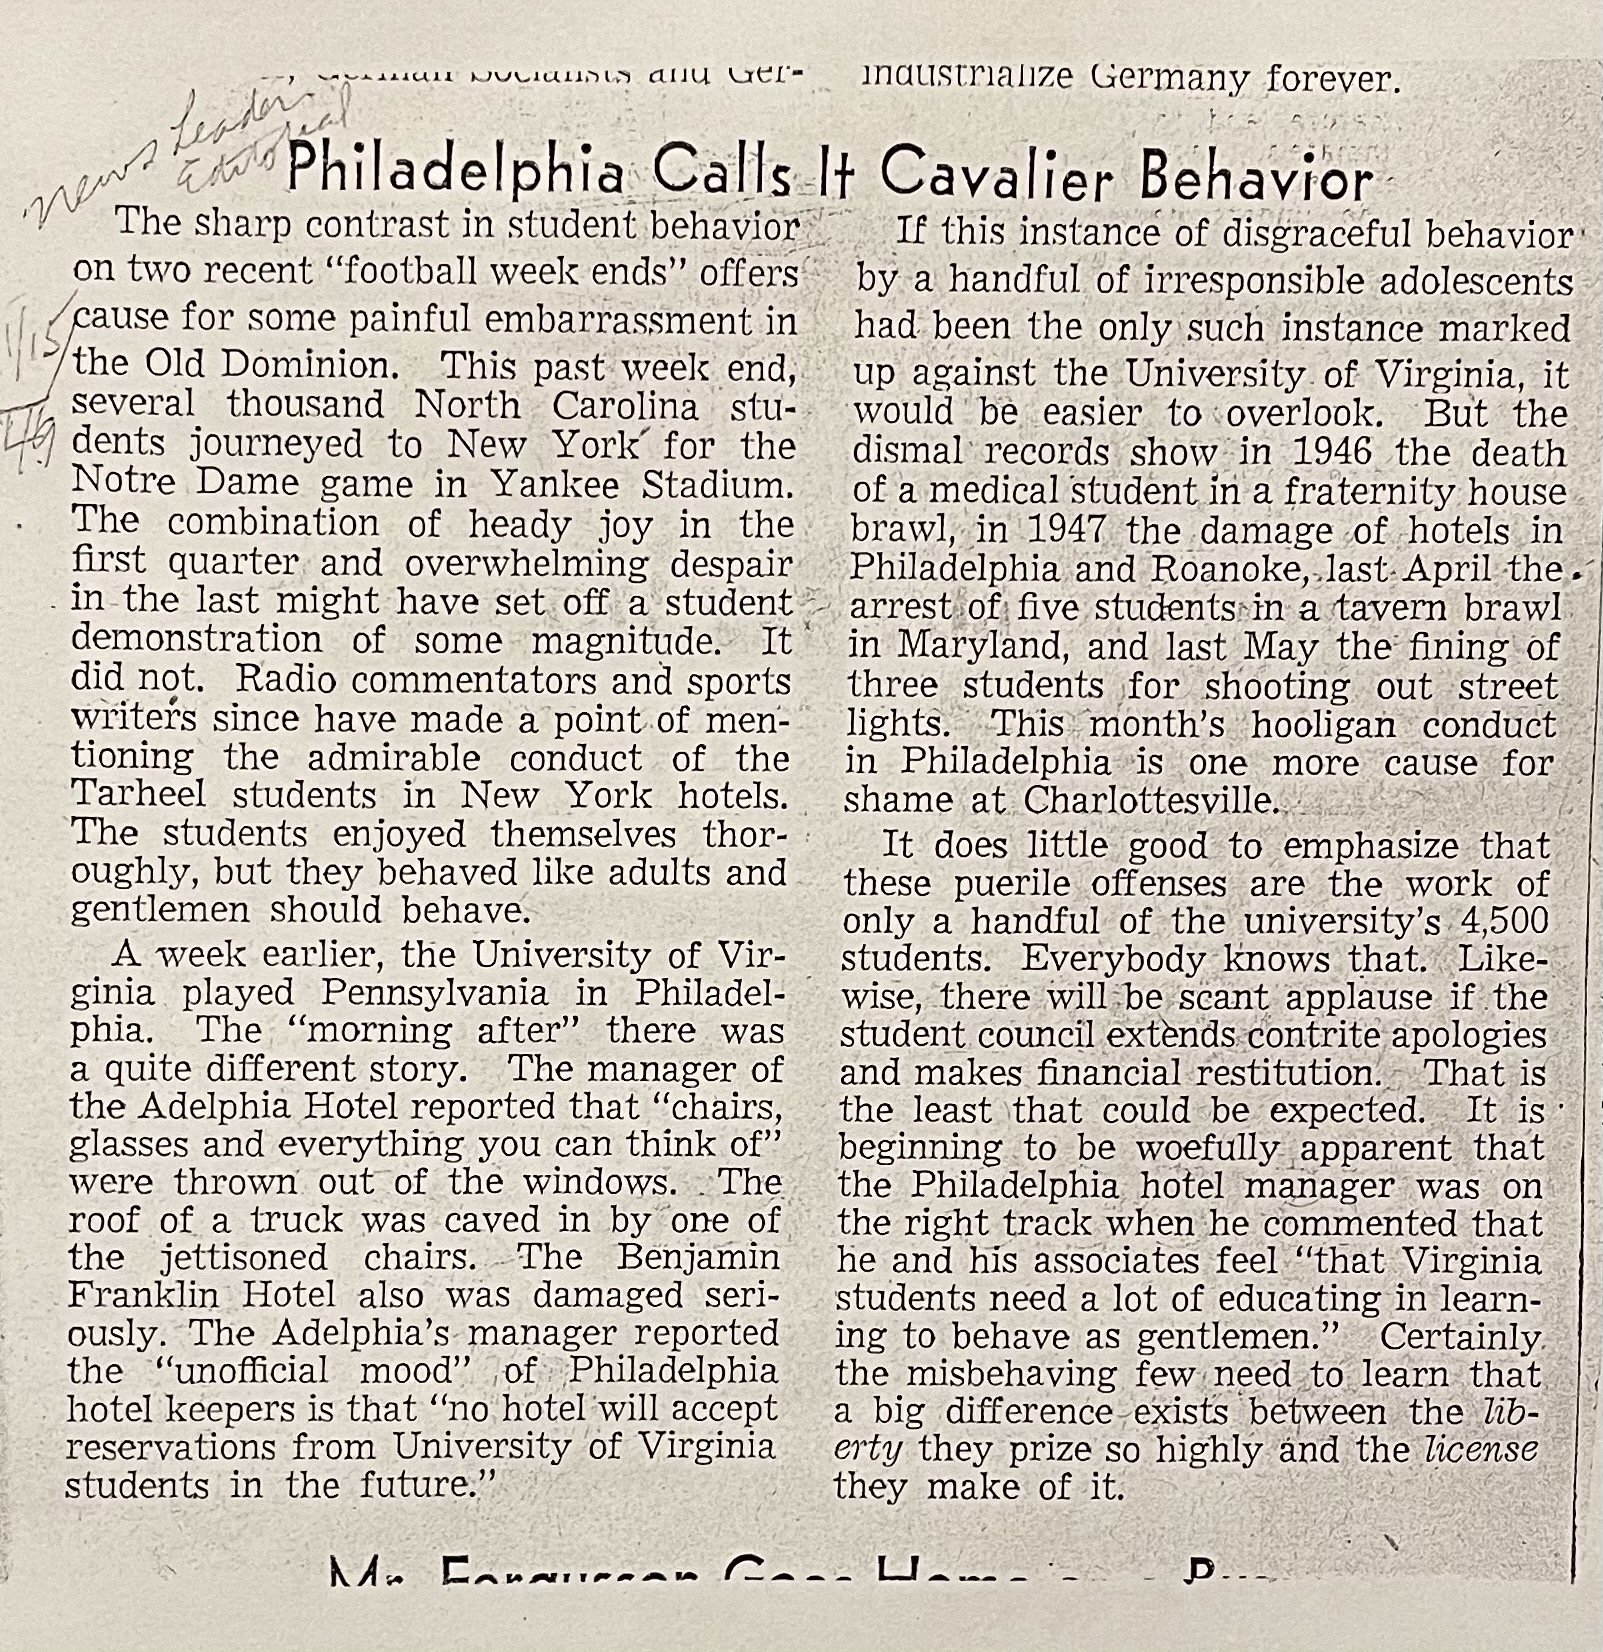 German Socialists and Ger-
industrialize Germany forever.
News Leader
Editorial
Philadelphia Calls It Cavalier Behavior
The sharp contrast in student behavior
on two recent “football week ends” offers
cause for some painful embarrassment in
the Old Dominion. This past week end,
several thousand North Carolina stu-
dents journeyed to New York for the
Notre Dame game in Yankee Stadium.
The combination of heady joy in the
first quarter and overwhelming despair
in the last might have set off a student
demonstration of some magnitude. It
did not. Radio commentators and sports
writers since have made a point of men-
tioning the admirable conduct of the
Tarheel students in New York hotels.
The students enjoyed themselves thor-
oughly, but they behaved like adults and
gentlemen should behave.
A week earlier, the University of Vir-
ginia played Pennsylvania in Philadel-
phia. The “morning after” there was
a quite different story. The manager of
the Adelphia Hotel reported that “chairs,
glasses and everything you can think of”
were thrown out of the windows. The
roof of a truck was caved in by one of
the jettisoned chairs. The Benjamin
Franklin Hotel also was damaged seri-
ously. The Adelphia’s manager reported
the “unofficial mood” of Philadelphia
hotel keepers is that “no hotel will accept
reservations from University of Virginia
students in the future.”
If this instance of disgraceful behavior
by a handful of irresponsible adolescents
had been the only such instance marked
up against the University of Virginia, it
would be easier to overlook. But the
dismal records show in 1946 the death
of a medical student in a fraternity house
brawl, in 1947 the damage of hotels in
Philadelphia and Roanoke, last April the
arrest of five students in a tavern brawl
in Maryland, and last May the fining of
three students for shooting out street
lights. This month’s hooligan conduct
in Philadelphia is one more cause for
shame at Charlottesville.
It does little good to emphasize that
these puerile offenses are the work of
only a handful of the university’s 4,500
students. Everybody knows that. Like-
wise, there will be scant applause if the
student council extends contrite apologies
and makes financial restitution. That is
the least that could be expected. It is
beginning to be woefully apparent that
the Philadelphia hotel manager was on
the right track when he commented that
he and his associates feel “that Virginia
students need a lot of educating in learn-
ing to behave as gentlemen.” Certainly
the misbehaving few need to learn that
a big difference exists between the lib-
erty they prize so highly and the license
they make of it.